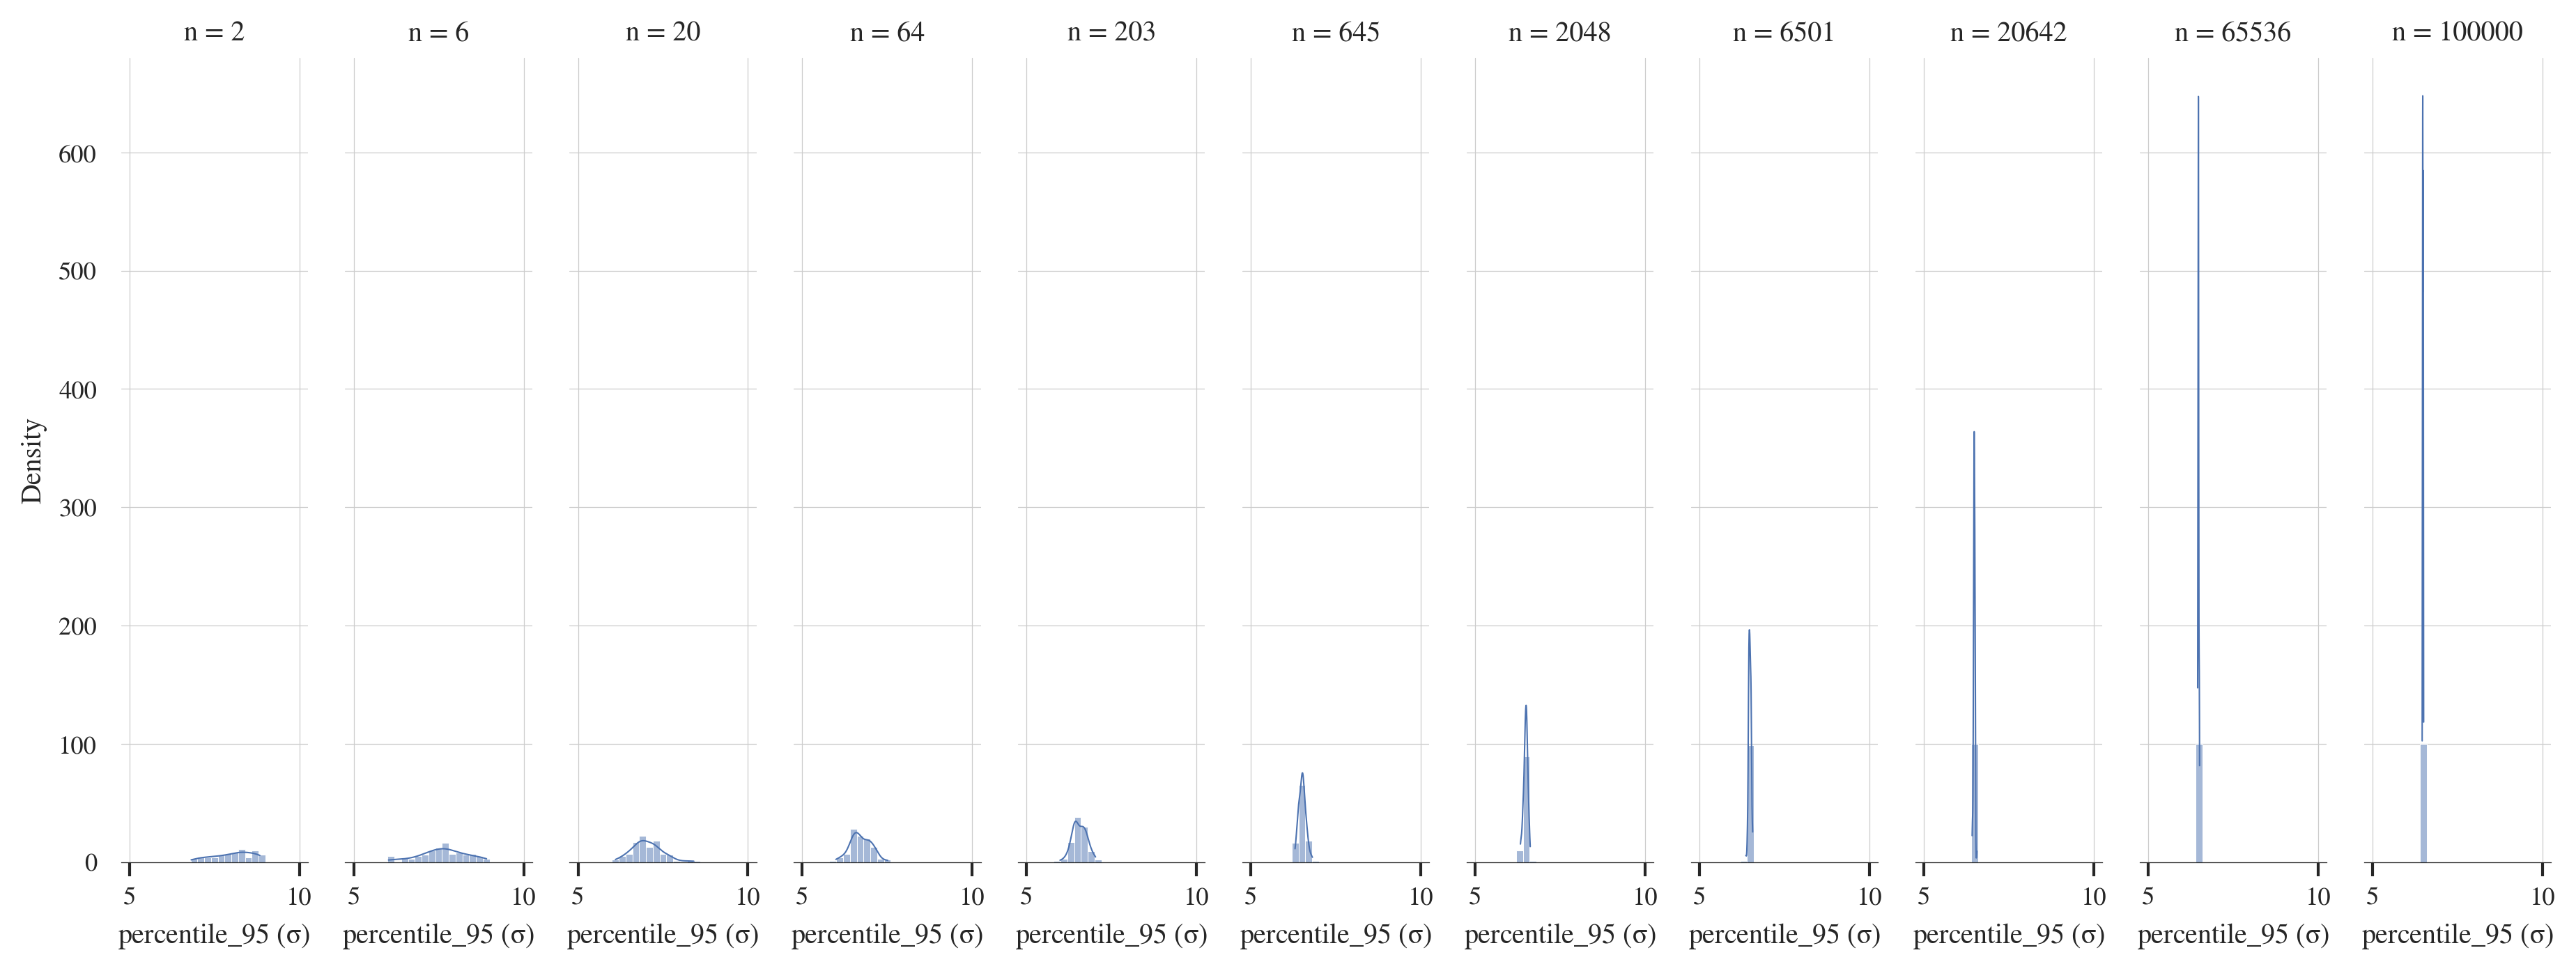 n = 2 n = 6 n = 20 n = 64 n = 203 n = 645 n = 2048 n = 6501 n = 20642 n = 65536 n = 100000
600
500
400
300
200
100
0
Density
5 10 5 10 5 10 5 10 5 10 5 10 5 10 5 10 5 10 5 10 5 10
percentile_95 (σ) percentile_95 (σ) percentile_95 (σ) percentile_95 (σ) percentile_95 (σ) percentile_95 (σ) percentile_95 (σ) percentile_95 (σ) percentile_95 (σ) percentile_95 (σ) percentile_95 (σ)